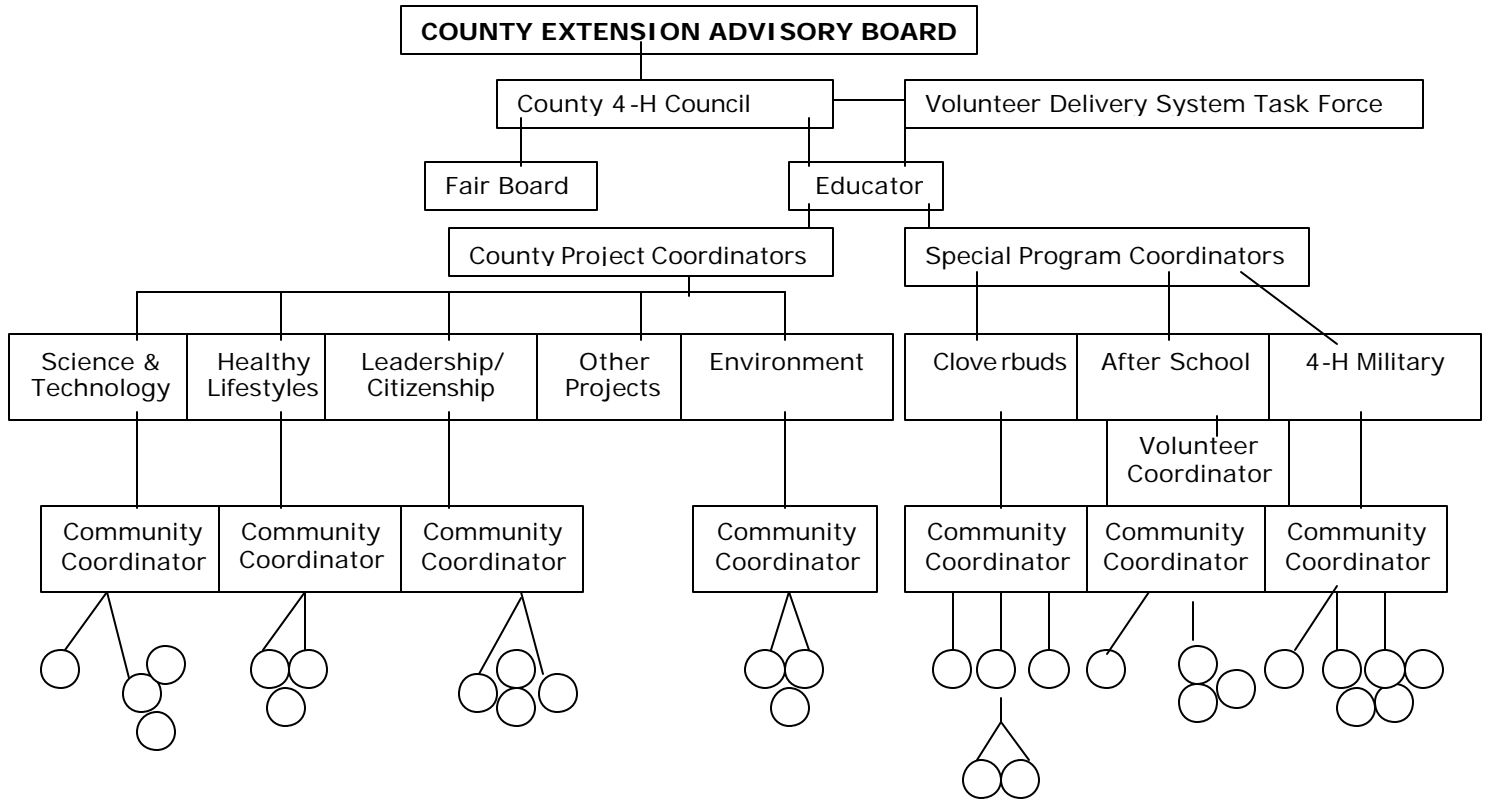 COUNTY EXTENSION ADVISORY BOARD
County 4-H Council
Volunteer Delivery System Task Force
Fair Board
Educator
County Project Coordinators
Special Program Coordinators
Science &
Technology
Healthy
Lifestyles
Leadership/
Citizenship
Other
Projects
Environment
Cloverbuds
After School
4-H Military
Volunteer
Coordinator
Community
Coordinator
Community
Coordinator
Community
Coordinator
Community
Coordinator
Community
Coordinator
Community
Coordinator
Community
Coordinator